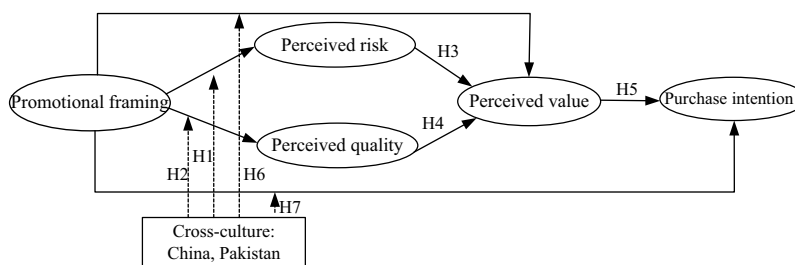 Perceived risk
H3
Promotional framing
Perceived value
H5
Purchase intention
H4
Perceived quality
H2
H1
H6
H7
Cross-culture:
China, Pakistan